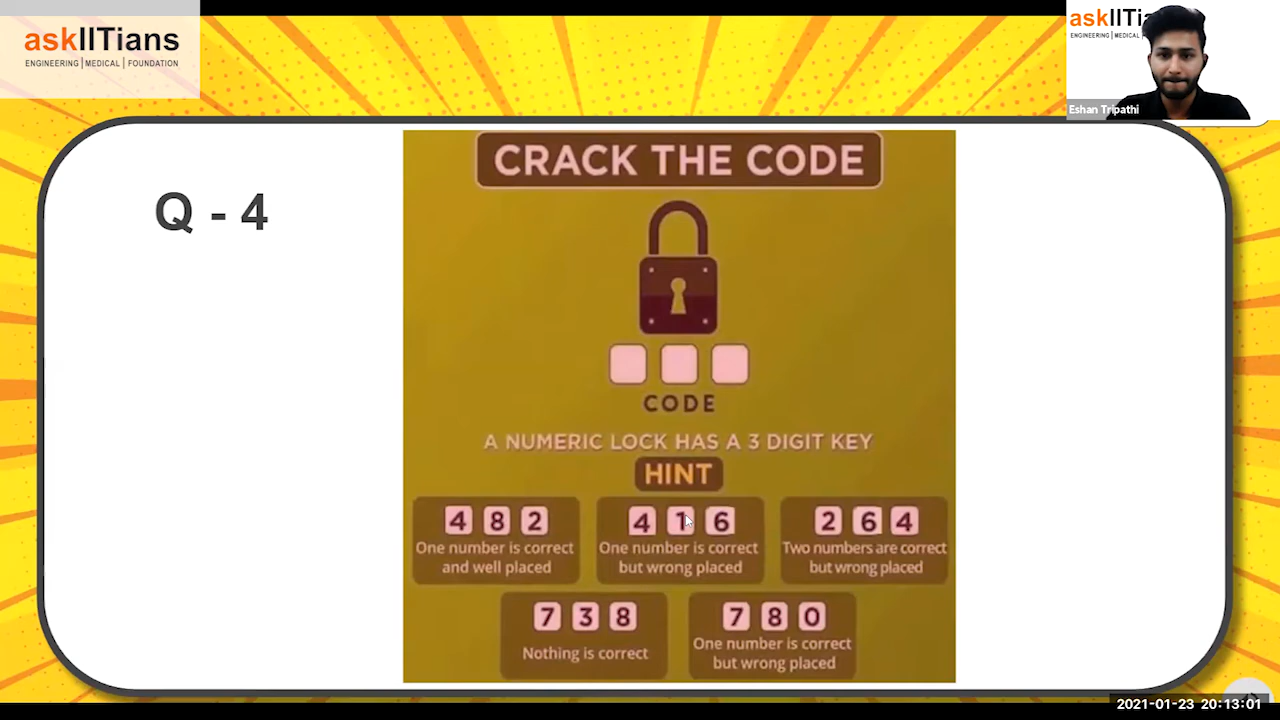 askIITians
ENGINEERING | MEDICAL | FOUNDATION
askIITi
ENGINEERING | MEDICAL
Eshan Tripathi
Q - 4
CRACK THE CODE
CODE
A NUMERIC LOCK HAS A 3 DIGIT KEY
HINT
4 8 2
One number is correct
and well placed
4 1 6
One number is correct
but wrong placed
2 6 4
Two numbers are correct
but wrong placed
7 3 8
Nothing is correct
7 8 0
One number is correct
but wrong placed
2021-01-23 20:13:01